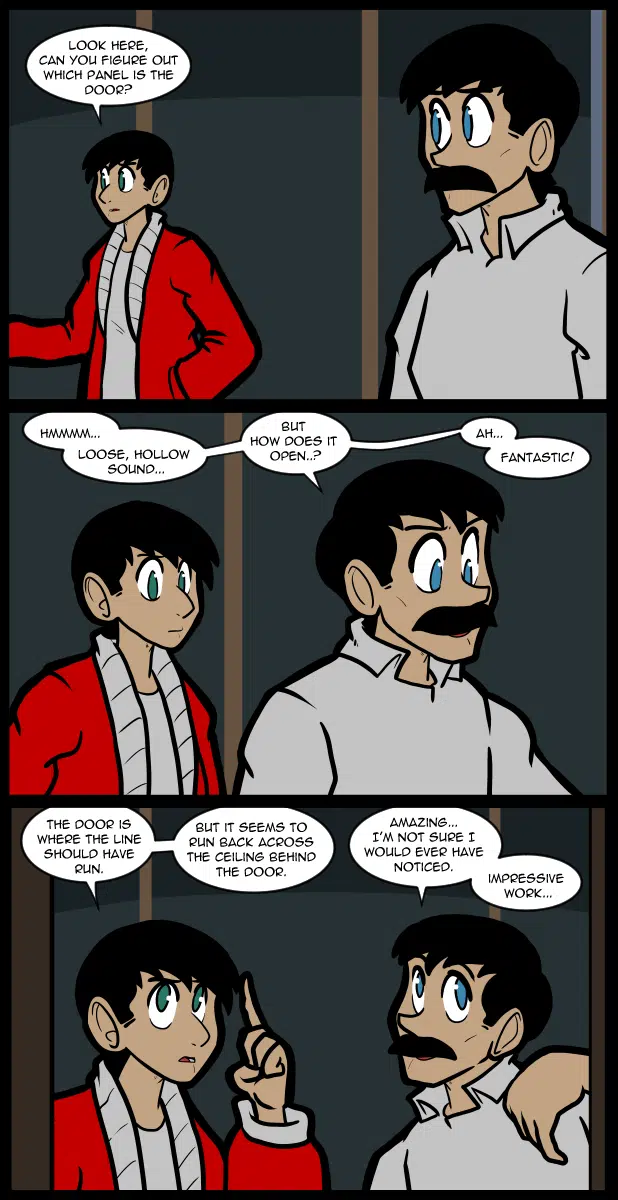 LOOK HERE,
CAN YOU FIGURE OUT
WHICH PANEL IS THE
DOOR?
HMMMM...
LOOSE, HOLLOW
SOUND...
BUT
HOW DOES IT
OPEN..?
AH...
FANTASTIC!
THE DOOR IS
WHERE THE LINE
SHOULD HAVE
RUN.
BUT IT SEEMS TO
RUN BACK ACROSS
THE CEILING BEHIND
THE DOOR.
AMAZING...
I'M NOT SURE I
WOULD EVER HAVE
NOTICED.
IMPRESSIVE
WORK...